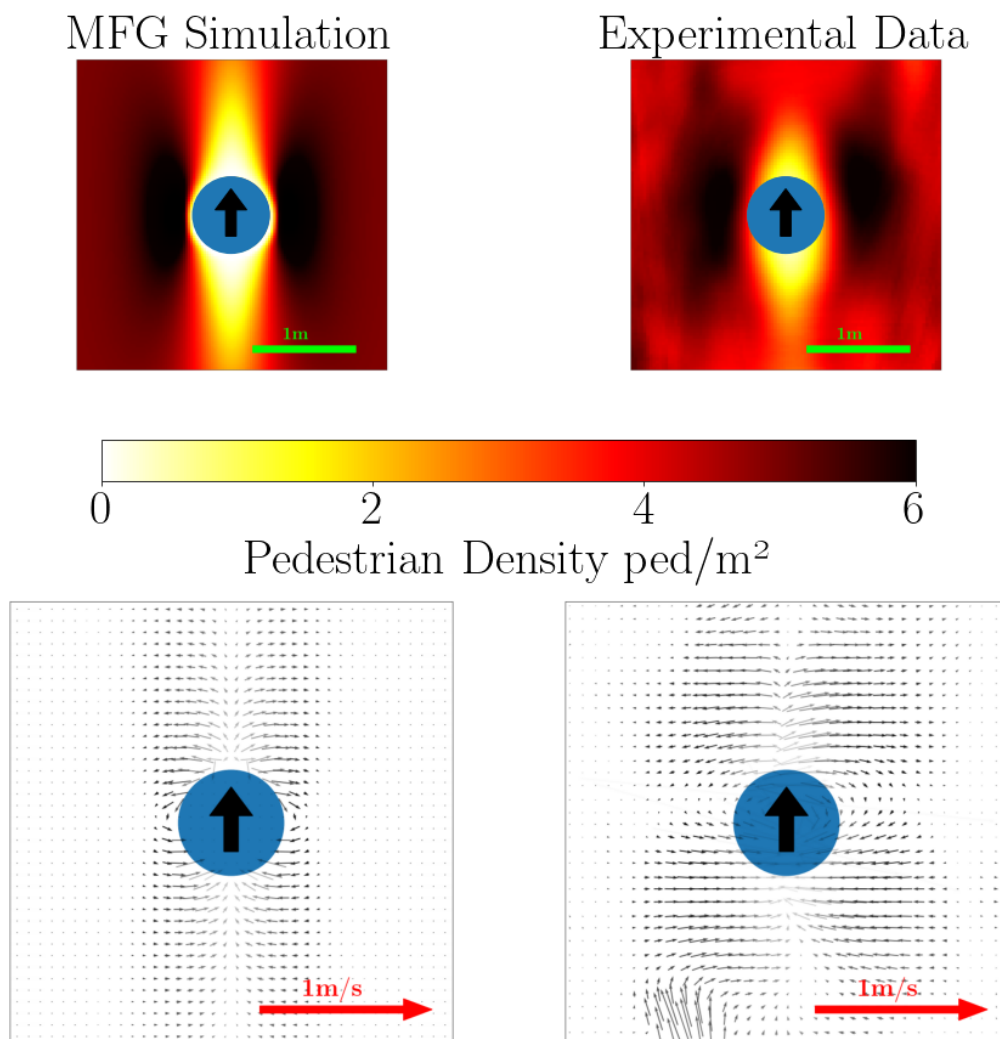 MFG Simulation
Experimental Data
1m
1m
0 2 4 6
Pedestrian Density ped/m²
1m/s
1m/s